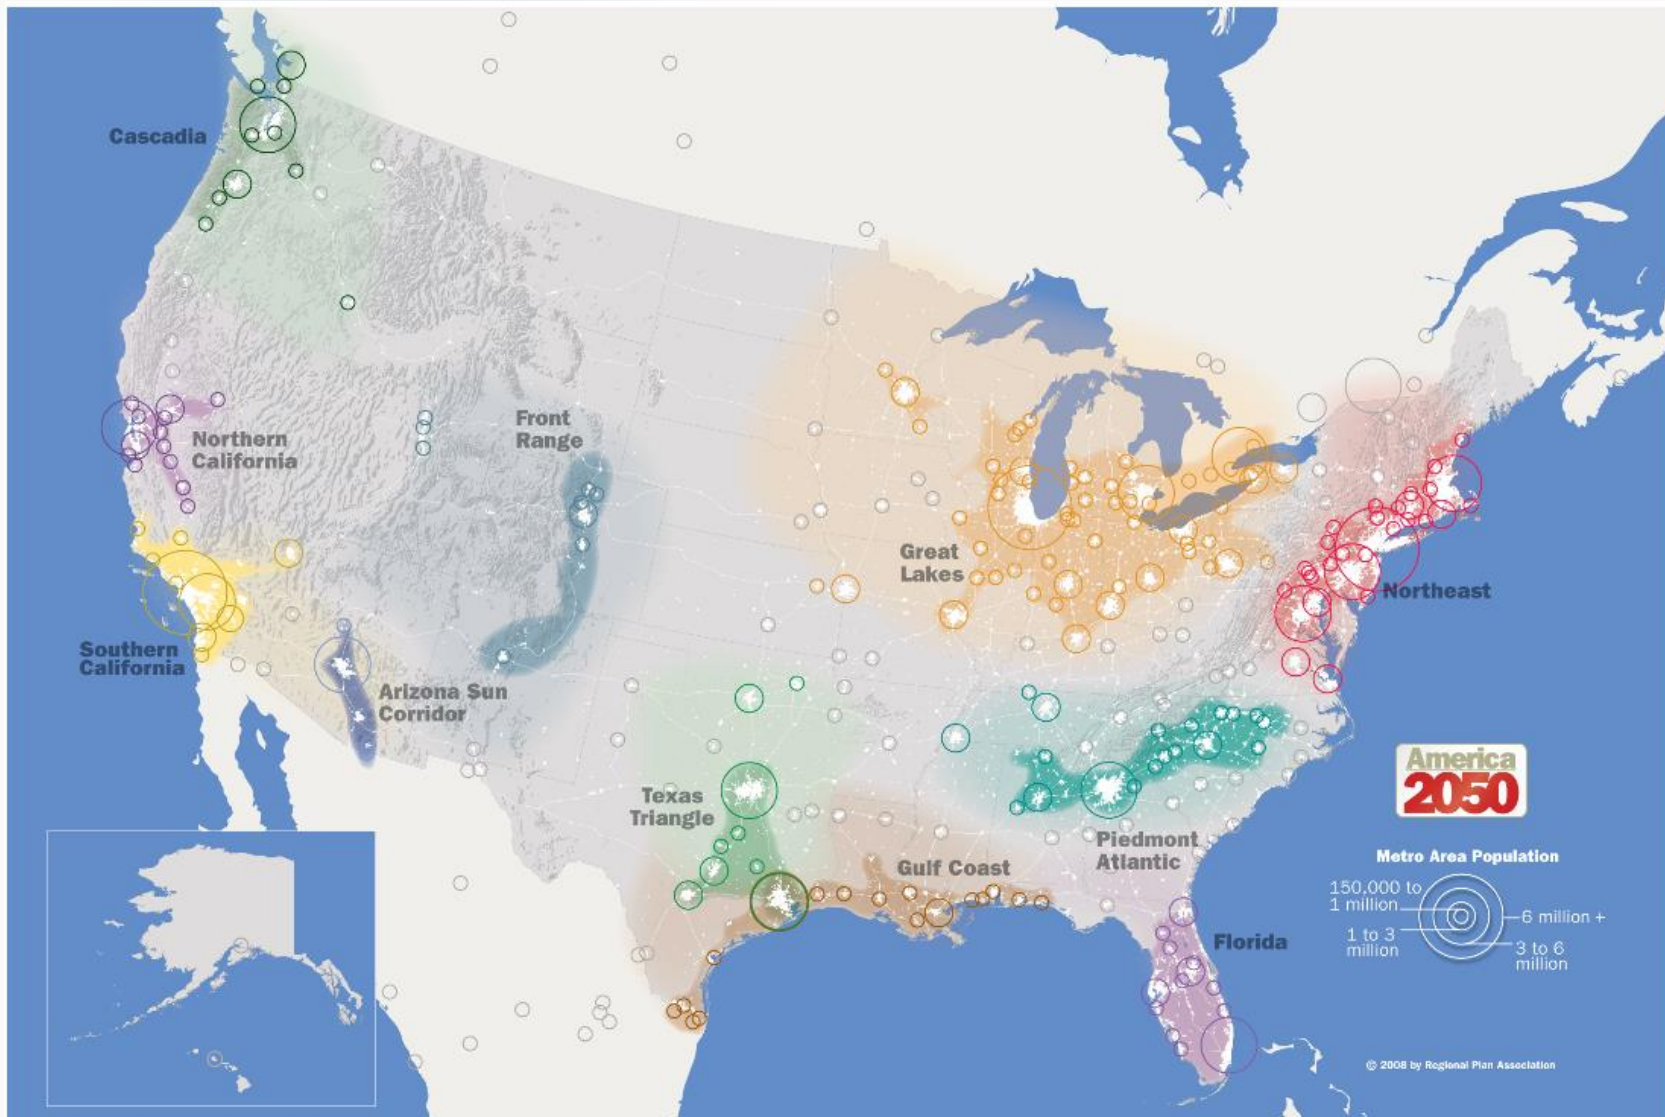 Cascadia
Northern
California
Front
Range
Great
Lakes
Northeast
Southern
California
Arizona Sun
Corridor
Texas
Triangle
Gulf Coast
Piedmont
Atlantic
Florida
America
2050
Metro Area Population
150,000 to
1 million
1 to 3
million
6 million +
3 to 6
million
© 2008 by Regional Plan Association